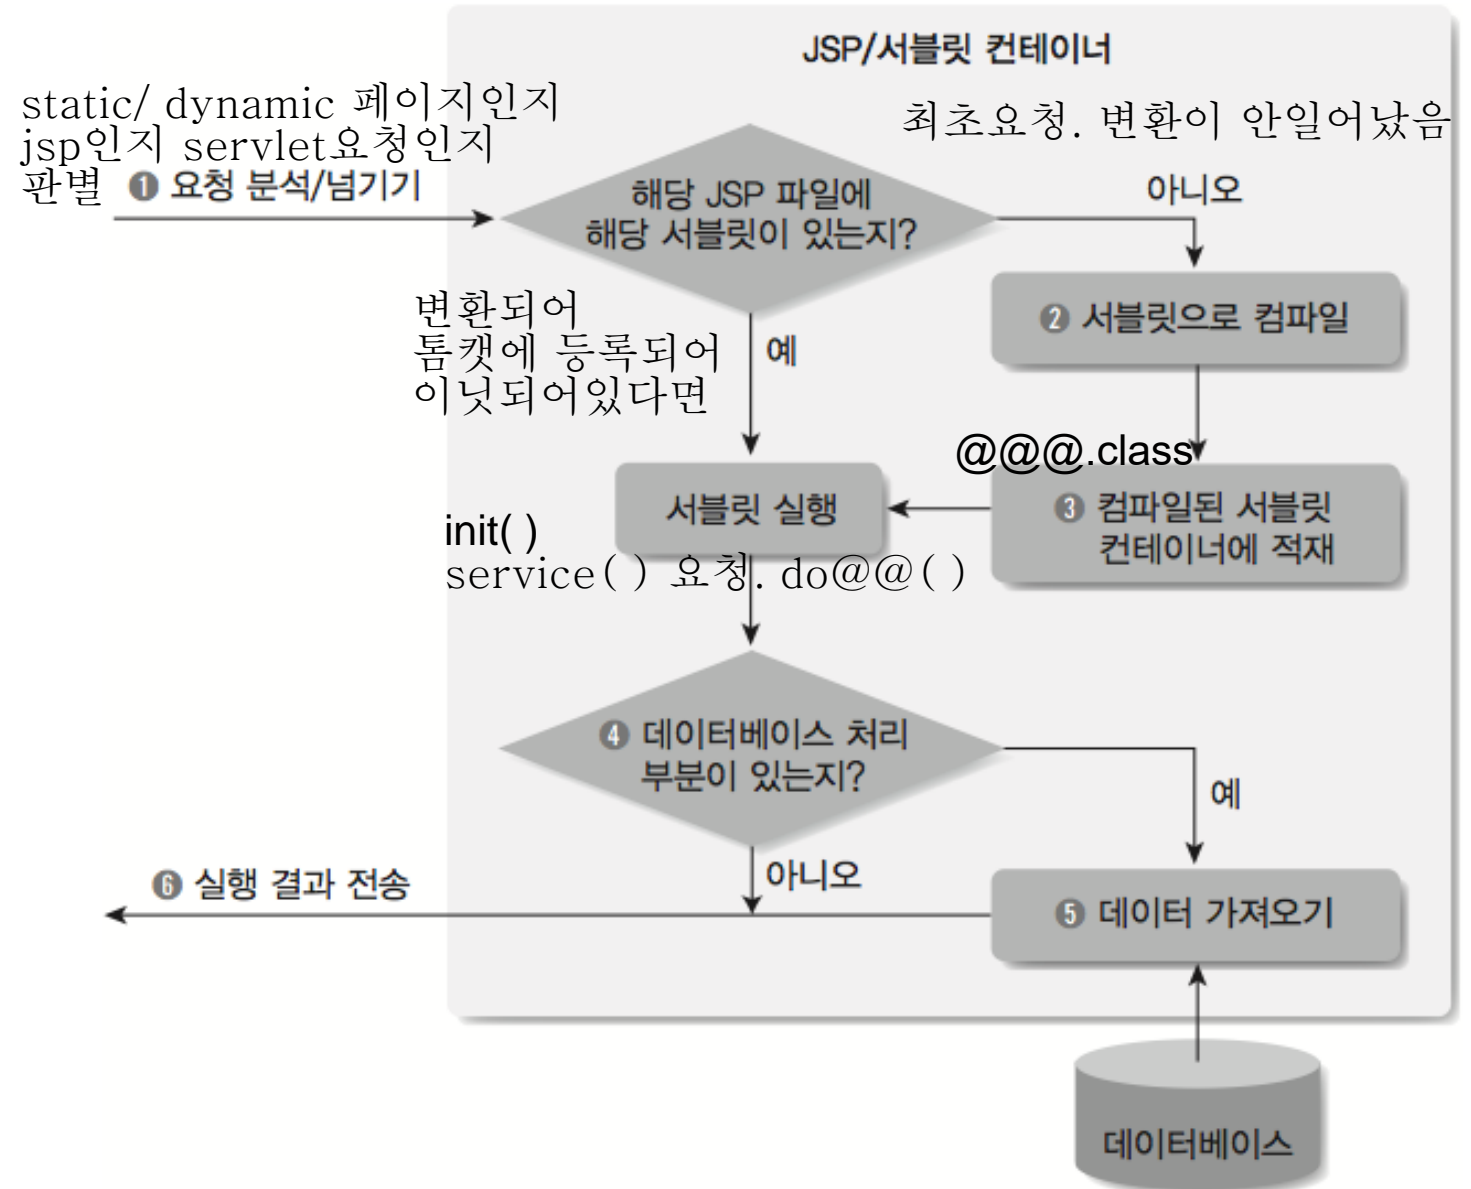 JSP/서블릿 컨테이너
static/ dynamic 페이지인지
jsp인지 servlet요청인지
판별
❶ 요청 분석/넘기기
최초요청. 변환이 안일어났음
해당 JSP 파일에
해당 서블릿이 있는지?
아니오
❷ 서블릿으로 컴파일
변환되어
톰캣에 등록되어
이닛되어있다면
예
@@@.class
❸ 컴파일된 서블릿
컨테이너에 적재
서블릿 실행
init( )
service( ) 요청. do@@( )
❹ 데이터베이스 처리
부분이 있는지?
예
아니오
❺ 데이터 가져오기
❻ 실행 결과 전송
데이터베이스